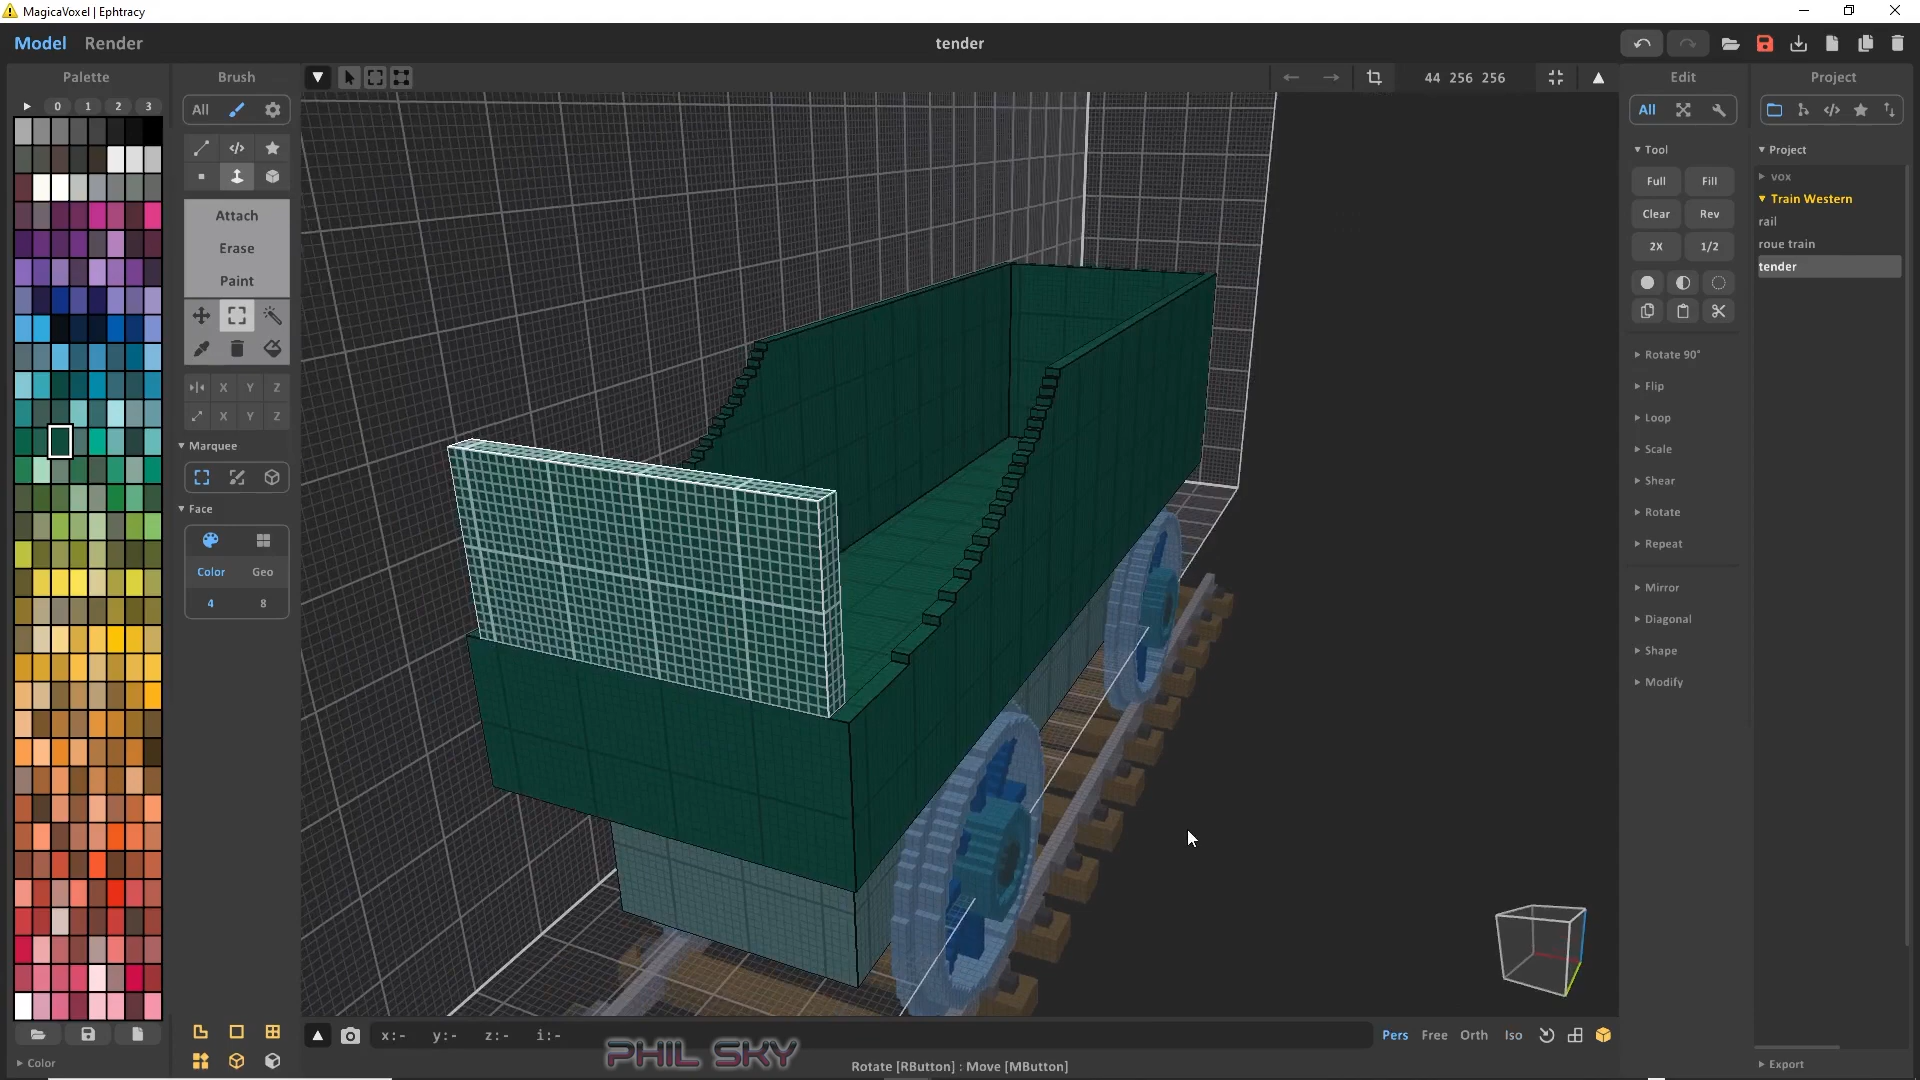 MagicaVoxel | Ephtracy
Model Render
tender
Palette
Brush
44 256 256
Edit
Project
0 1 2 3
All
All
Tool
Project
vox
Full Fill
Train Western
Attach
Clear Rev
rail
Erase
2X 1/2
roue train
Paint
tender
Rotate 90°
X Y Z
Flip
X Y Z
Loop
Marquee
Scale
Shear
Face
Rotate
Repeat
Color Geo
Mirror
4 8
Diagonal
Shape
Modify
x:- y:- z:- i:-
Pers Free Orth Iso
PHIL SKY
Color
Rotate [RButton] : Move [MButton]
Export